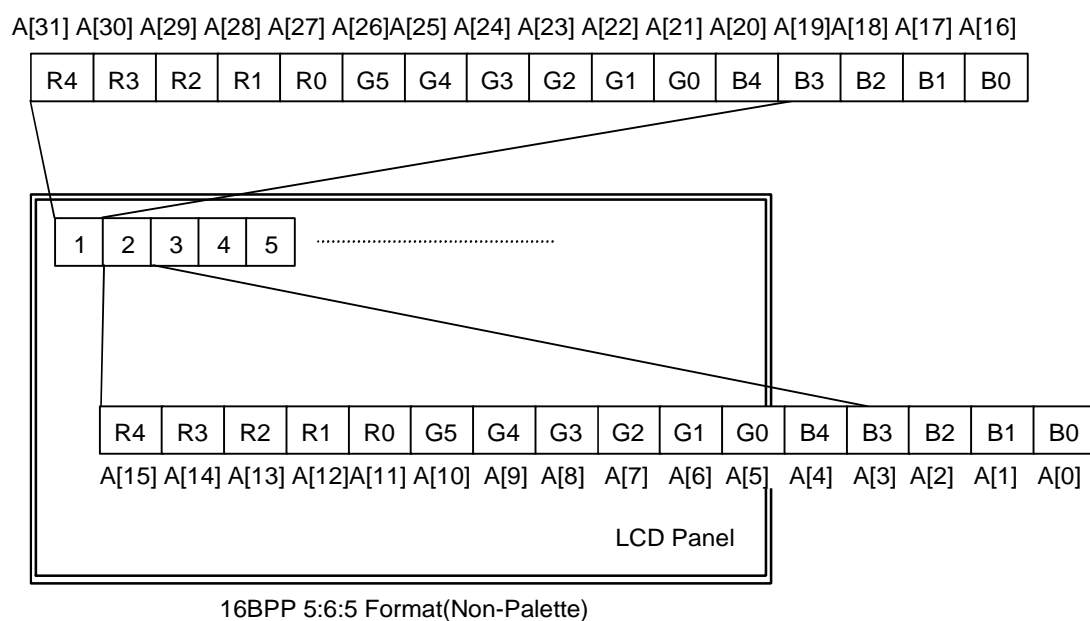 A[31] A[30] A[29] A[28] A[27] A[26]A[25] A[24] A[23] A[22] A[21] A[20] A[19]A[18] A[17] A[16]
R4 R3 R2 R1 R0 G5 G4 G3 G2 G1 G0 B4 B3 B2 B1 B0
1 2 3 4 5
R4 R3 R2 R1 R0 G5 G4 G3 G2 G1 G0 B4 B3 B2 B1 B0
A[15] A[14] A[13] A[12]A[11] A[10] A[9] A[8] A[7] A[6] A[5] A[4] A[3] A[2] A[1] A[0]
LCD Panel
16BPP 5:6:5 Format(Non-Palette)